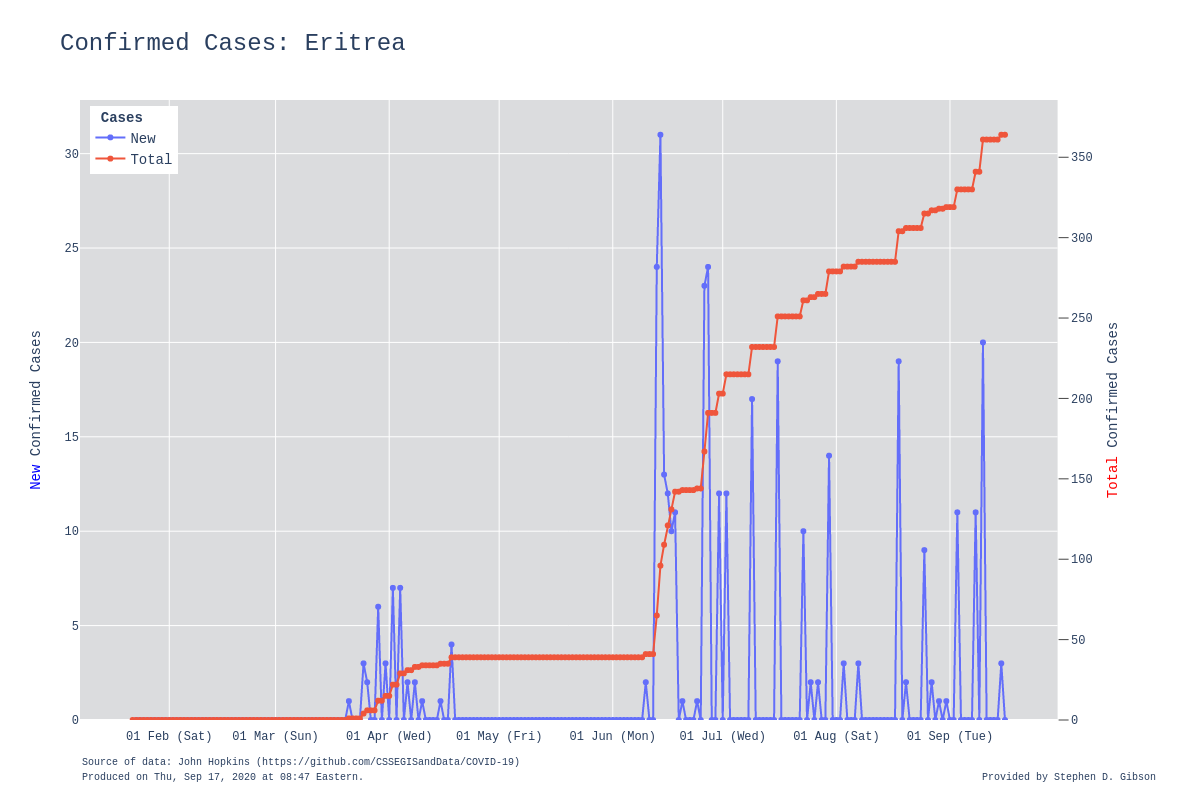 Confirmed Cases: Eritrea
Cases
New
Total
30
25
20
15
10
5
0
350
300
250
200
150
100
50
0
New Confirmed Cases
Total Confirmed Cases
01 Feb (Sat) 01 Mar (Sun) 01 Apr (Wed) 01 May (Fri) 01 Jun (Mon) 01 Jul (Wed) 01 Aug (Sat) 01 Sep (Tue)
Source of data: John Hopkins (https://github.com/CSSEGISandData/COVID-19)
Produced on Thu, Sep 17, 2020 at 08:47 Eastern.
Provided by Stephen D. Gibson